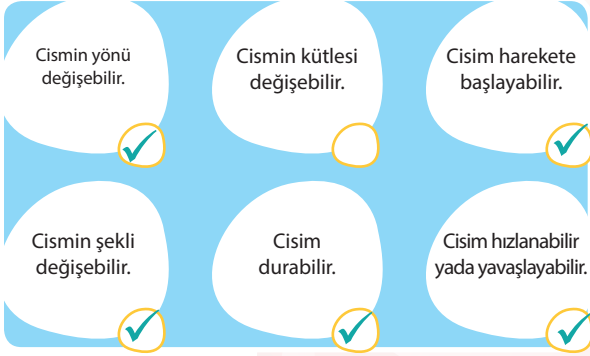 Cismin yönü
değişebilir.
Cismin kütlesi
değişebilir.
Cisim harekete
başlayabilir.
Cismin şekli
değişebilir.
Cisim
durabilir.
Cisim hızlanabilir
yada yavaşlayabilir.